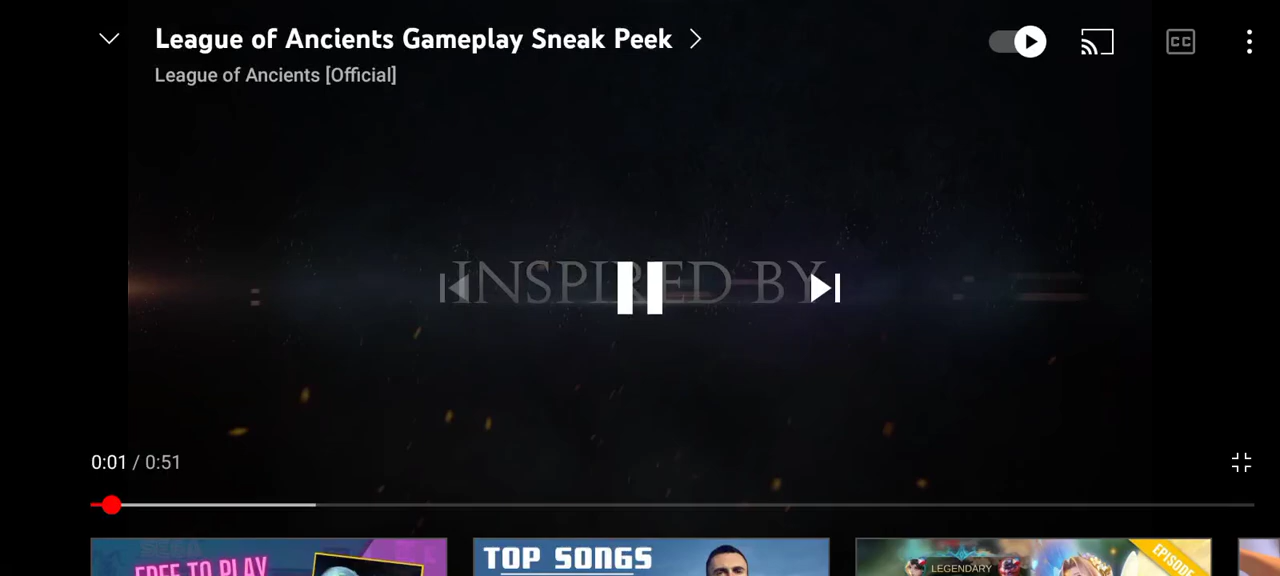 League of Ancients Gameplay Sneak Peek
League of Ancients [Official]
CC
INSPIRED BY
0:01 / 0:51
FREE TO PLAY
TOP SONGS
LEGENDARY
EPISODE